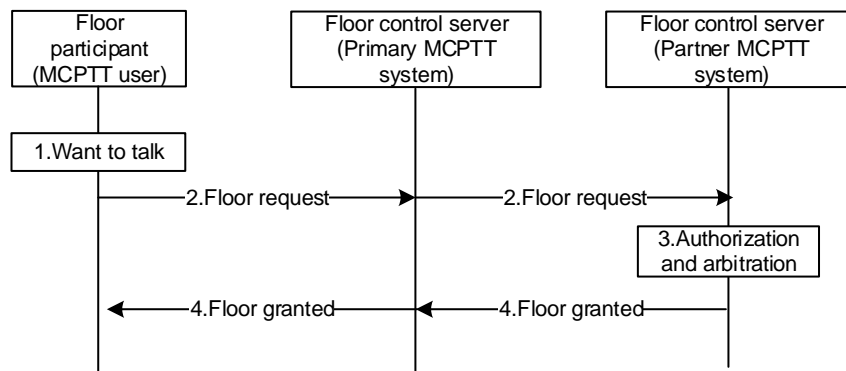 Floor
participant
(MCPTT user)
Floor control server
(Primary MCPTT
system)
Floor control server
(Partner MCPTT
system)
1.Want to talk
2.Floor request
2.Floor request
3.Authorization
and arbitration
4.Floor granted
4.Floor granted